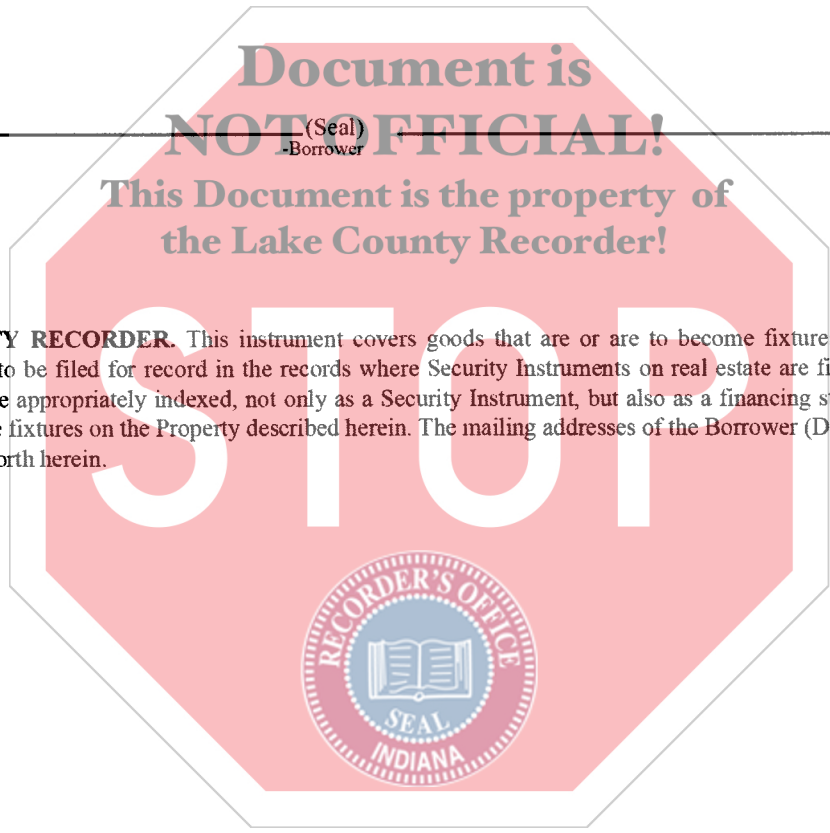 Document is
(Seal)
NOT OFFICIAL!
-Borrower
This Document is the property of
the Lake County Recorder!
TY RECORDER. This instrument covers goods that are or are to become fixture
to be filed for record in the records where Security Instruments on real estate are fi
e appropriately indexed, not only as a Security Instrument, but also as a financing s
fixtures on the Property described herein. The mailing addresses of the Borrower (D
orth herein.
STOP
RECORDER'S OFFICE
SEAL
INDIANA